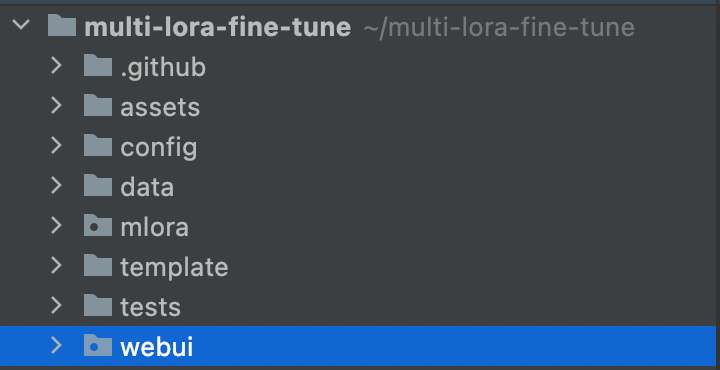 multi-lora-fine-tune ~/multi-lora-fine-tune
.github
assets
config
data
mlora
template
tests
webui